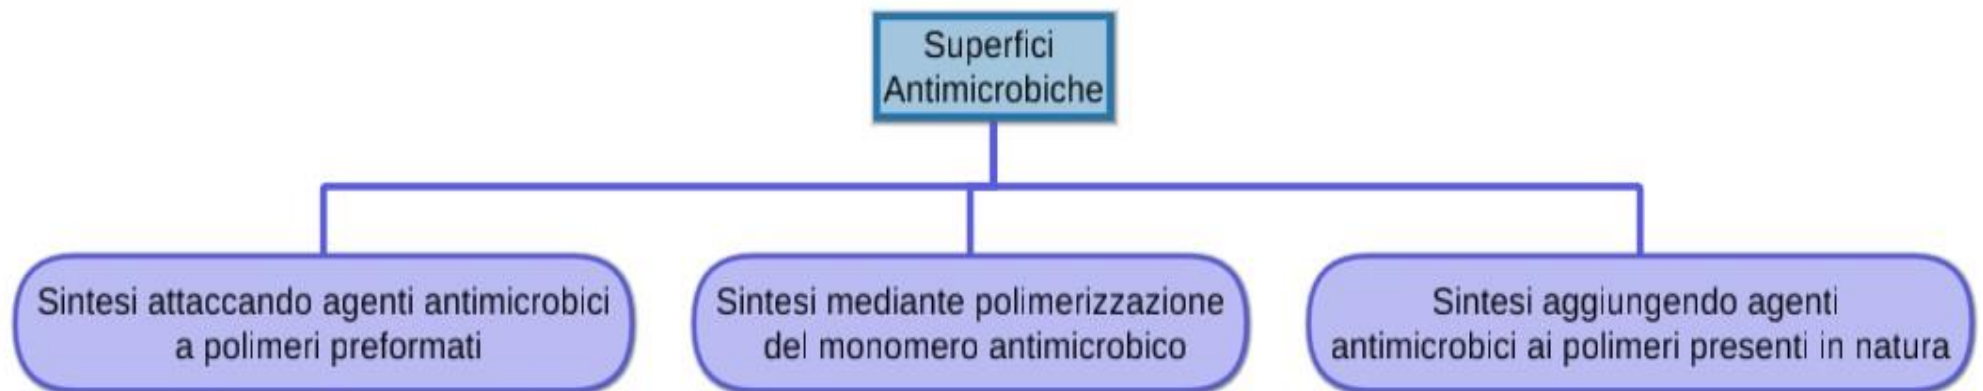 Superfici
Antimicrobiche
Sintesi attaccando agenti antimicrobici
a polimeri preformati
Sintesi mediante polimerizzazione
del monomero antimicrobico
Sintesi aggiungendo agenti
antimicrobici ai polimeri presenti in natura